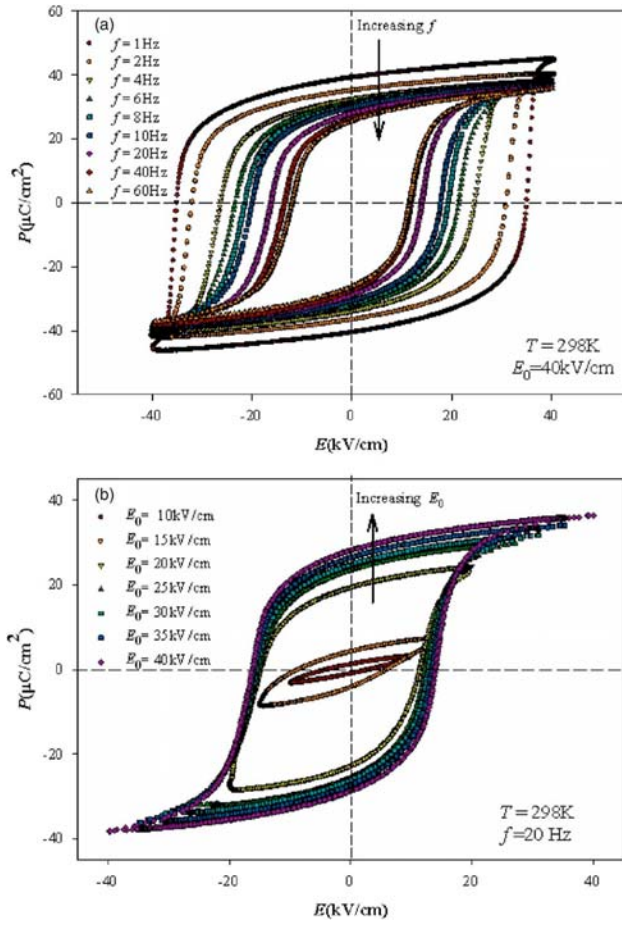 (a)
Increasing f
f = 1Hz
f = 2Hz
f = 4Hz
f = 6Hz
f = 8Hz
f = 10Hz
f = 20Hz
f = 40Hz
f = 60Hz
60
40
20
0
-20
-40
-60
P(μC/cm²)
T = 298K
E₀=40kV/cm
-40 -20 0 20 40
E(kV/cm)
(b)
Increasing E₀
E₀= 10kV/cm
E₀= 15kV/cm
E₀= 20kV/cm
E₀= 25kV/cm
E₀= 30kV/cm
E₀= 35kV/cm
E₀= 40kV/cm
40
20
0
-20
-40
P(μC/cm²)
T = 298K
f=20 Hz
-40 -20 0 20 40
E(kV/cm)